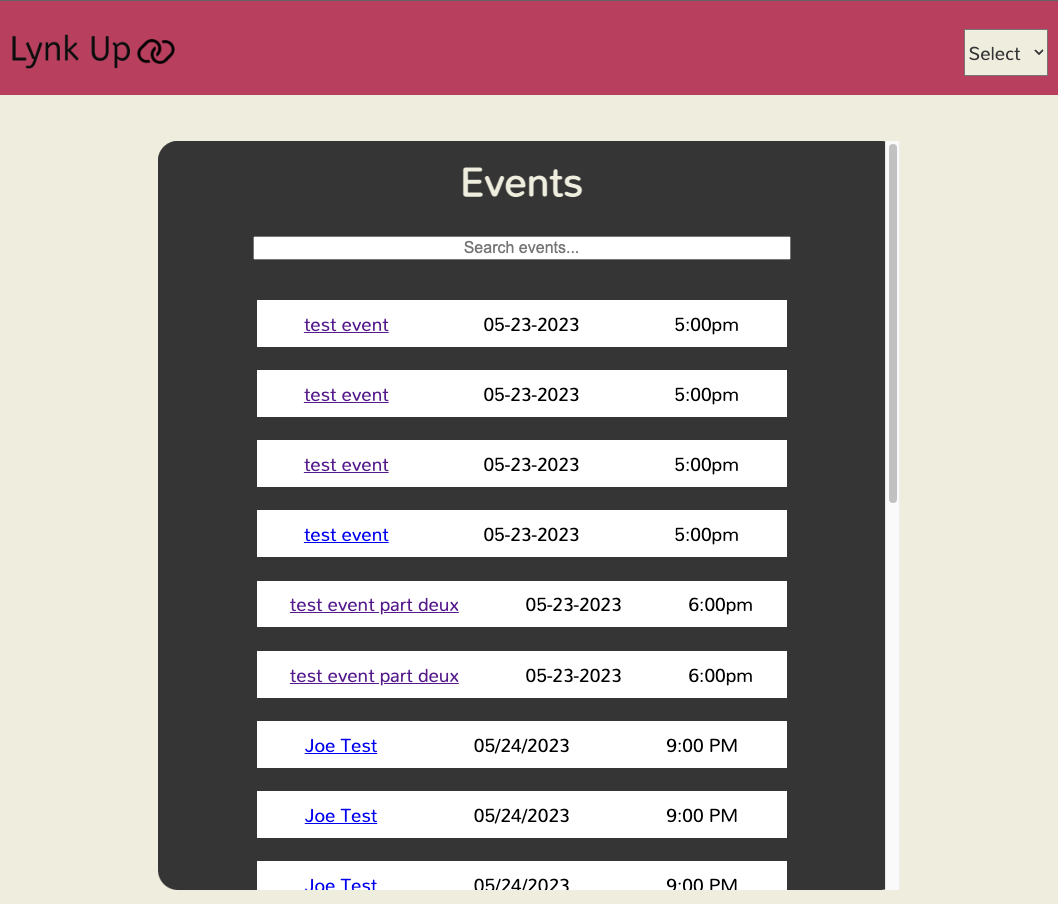 Lynk Up
Select
Events
Search events...
test event 05-23-2023 5:00pm
test event 05-23-2023 5:00pm
test event 05-23-2023 5:00pm
test event 05-23-2023 5:00pm
test event part deux 05-23-2023 6:00pm
test event part deux 05-23-2023 6:00pm
Joe Test 05/24/2023 9:00 PM
Joe Test 05/24/2023 9:00 PM
Joe Test 05/24/2023 9:00 PM